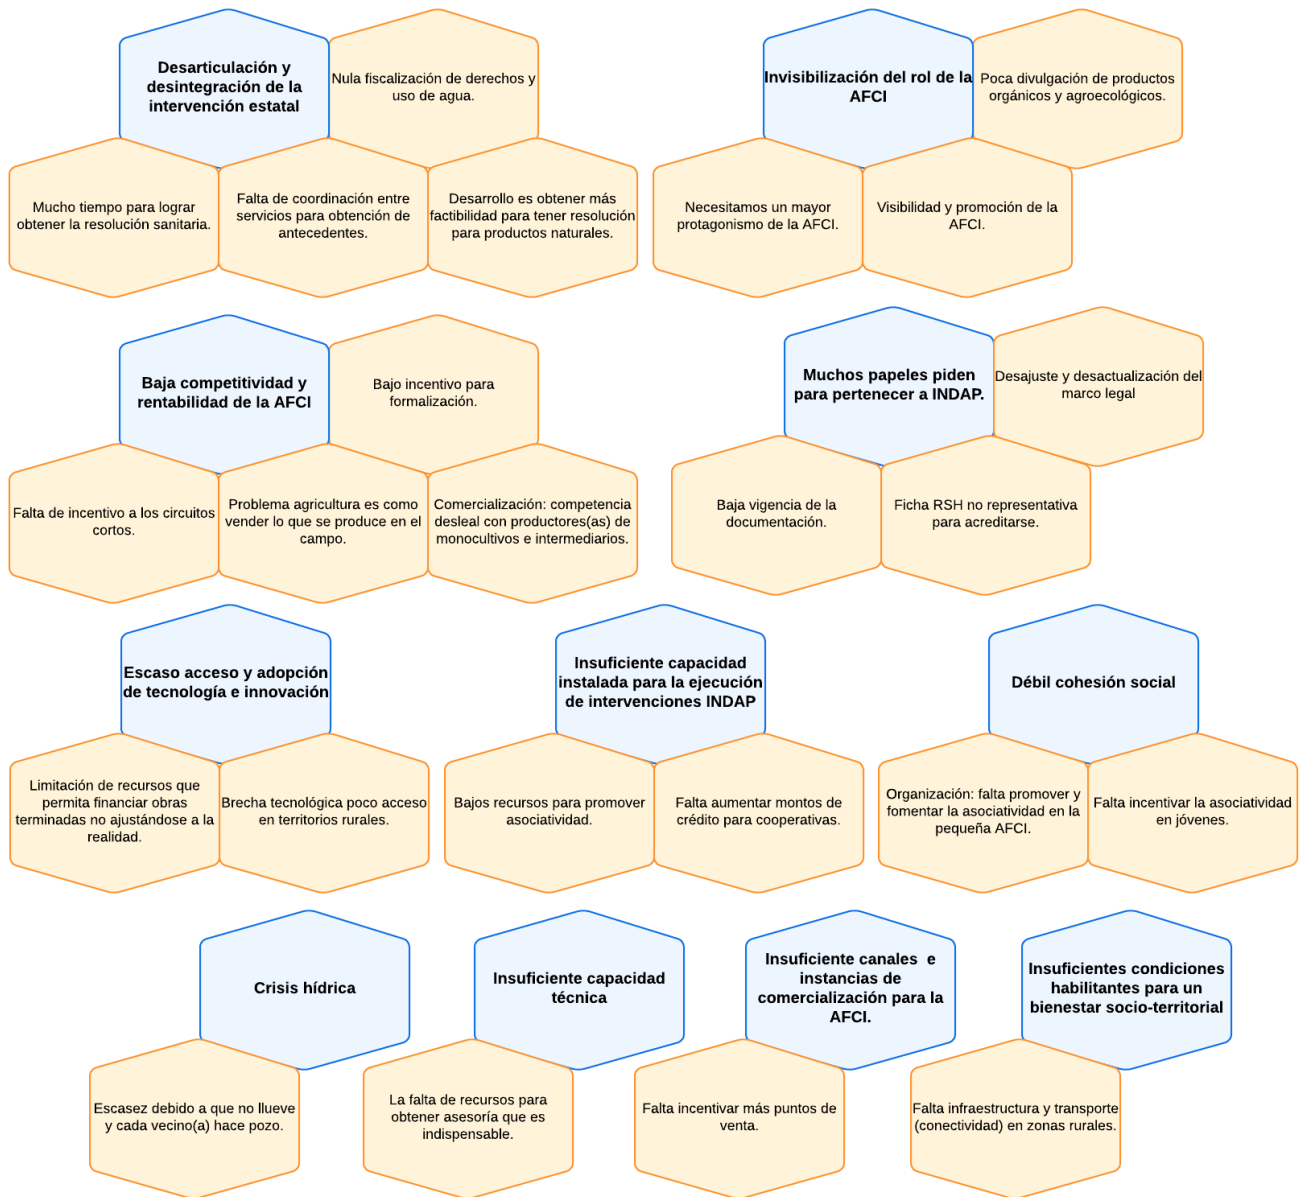 Desarticulación y
desintegración de la
intervención estatal
Nula fiscalización de derechos y
uso de agua.
Mucho tiempo para lograr
obtener la resolución sanitaria.
Falta de coordinación entre
servicios para obtención de
antecedentes.
Desarrollo es obtener más
factibilidad para tener resolución
para productos naturales.
Invisibilización del rol de la
AFCI
Poca divulgación de productos
orgánicos y agroecológicos.
Necesitamos un mayor
protagonismo de la AFCI.
Visibilidad y promoción de la
AFCI.
Baja competitividad y
rentabilidad de la AFCI
Bajo incentivo para
formalización.
Falta de incentivo a los circuitos
cortos.
Problema agricultura es como
vender lo que se produce en el
campo.
Comercialización: competencia
desleal con productores(as) de
monocultivos e intermediarios.
Muchos papeles piden
para pertenecer a INDAP.
Desajuste y desactualización del
marco legal
Baja vigencia de la
documentación.
Ficha RSH no representativa
para acreditarse.
Escaso acceso y adopción
de tecnología e innovación
Limitación de recursos que
permita financiar obras
terminadas no ajustándose a la
realidad.
Brecha tecnológica poco acceso
en territorios rurales.
Insuficiente capacidad
instalada para la ejecución
de intervenciones INDAP
Bajos recursos para promover
asociatividad.
Falta aumentar montos de
crédito para cooperativas.
Débil cohesión social
Organización: falta promover y
fomentar la asociatividad en la
pequeña AFCI.
Falta incentivar la asociatividad
en jóvenes.
Crisis hídrica
Escasez debido a que no llueve
y cada vecino(a) hace pozo.
Insuficiente capacidad
técnica
La falta de recursos para
obtener asesoría que es
indispensable.
Insuficiente canales  e
instancias de
comercialización para la
AFCI.
Falta incentivar más puntos de
venta.
Insuficientes condiciones
habilitantes para un
bienestar socio-territorial
Falta infraestructura y transporte
(conectividad) en zonas rurales.